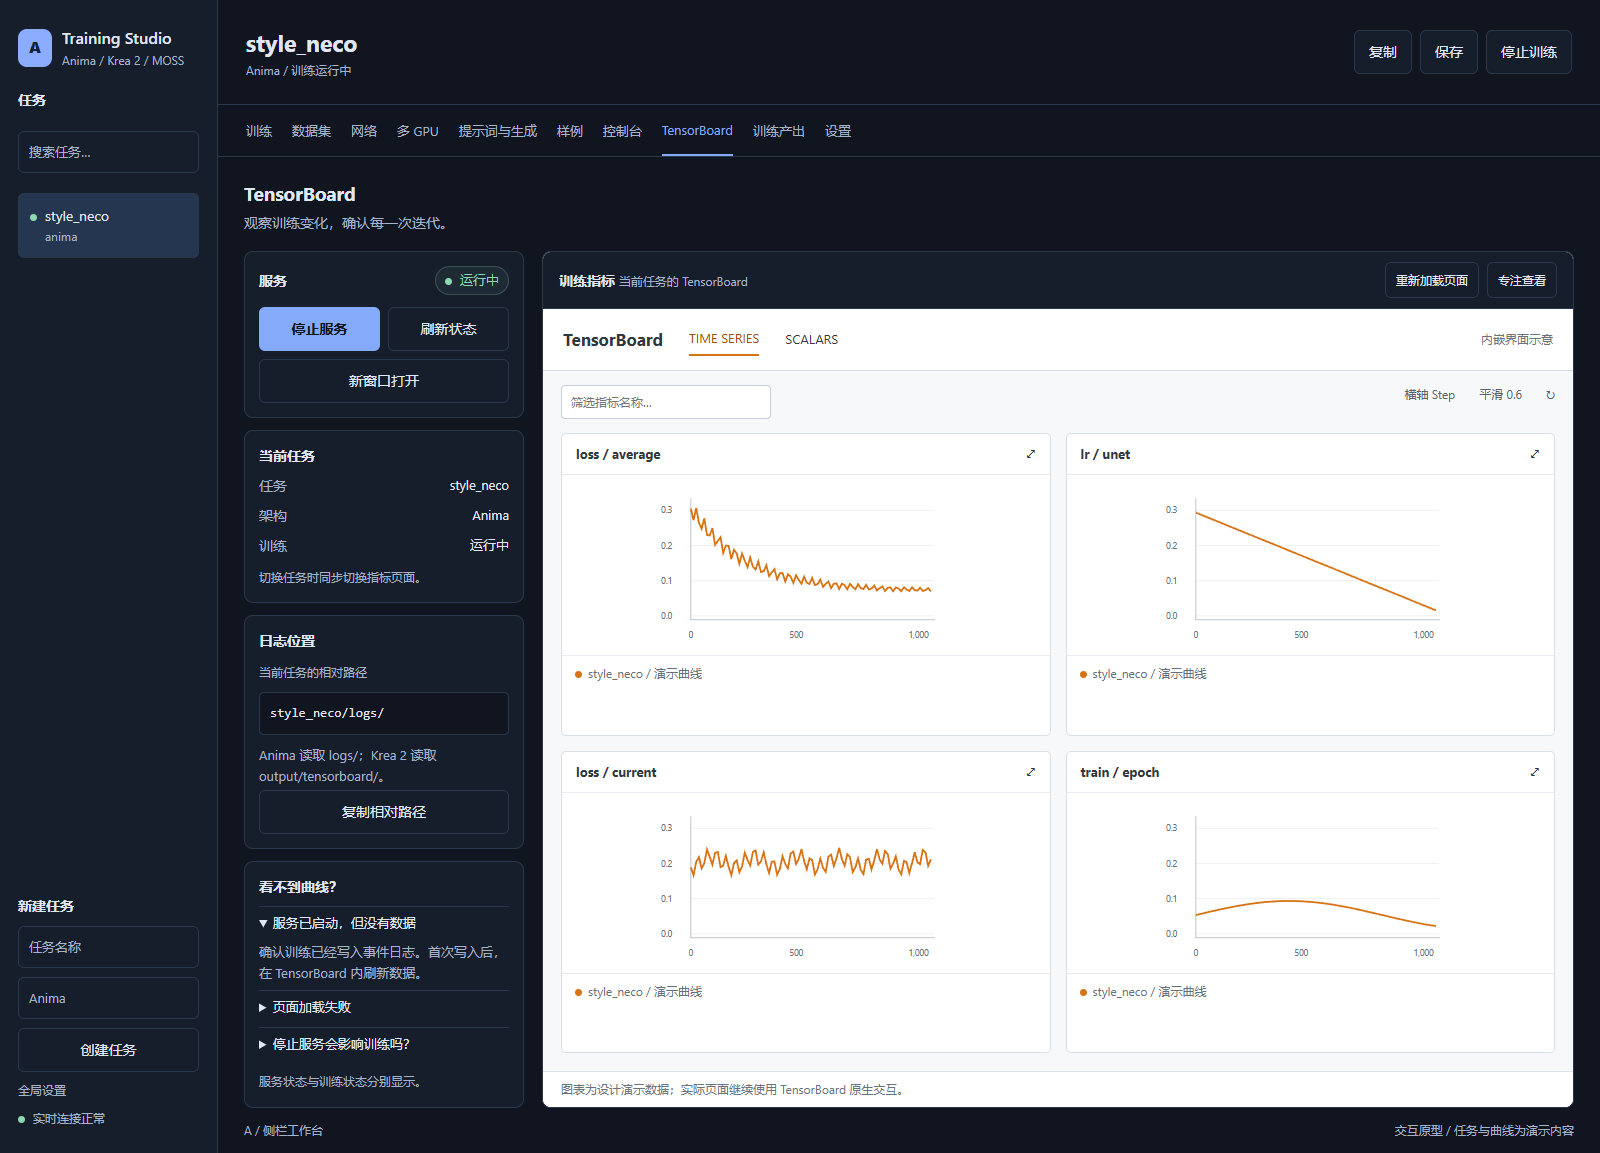 A
Training Studio
Anima / Krea 2 / MOSS
任务
搜索任务...
style_neco
anima
新建任务
任务名称
Anima
创建任务
全局设置
实时连接正常
style_neco
Anima / 训练运行中
复制
保存
停止训练
训练
数据集
网络
多 GPU
提示词与生成
样例
控制台
TensorBoard
训练产出
设置
TensorBoard
观察训练变化，确认每一次迭代。
服务
运行中
停止服务
刷新状态
新窗口打开
当前任务
任务 style_neco
架构 Anima
训练 运行中
切换任务时同步切换指标页面。
日志位置
当前任务的相对路径
style_neco/logs/
Anima 读取 logs/；Krea 2 读取
output/tensorboard/。
复制相对路径
看不到曲线？
▼ 服务已启动，但没有数据
确认训练已经写入事件日志。首次写入后，
在 TensorBoard 内刷新数据。
▶ 页面加载失败
▶ 停止服务会影响训练吗？
服务状态与训练状态分别显示。
训练指标 当前任务的 TensorBoard
重新加载页面
专注查看
TensorBoard
TIME SERIES
SCALARS
内嵌界面示意
筛选指标名称...
横轴 Step
平滑 0.6
↻
loss / average
⤢
0.3
0.2
0.1
0.0
0 500 1,000
style_neco / 演示曲线
lr / unet
⤢
0.3
0.2
0.1
0.0
0 500 1,000
style_neco / 演示曲线
loss / current
⤢
0.3
0.2
0.1
0.0
0 500 1,000
style_neco / 演示曲线
train / epoch
⤢
0.3
0.2
0.1
0.0
0 500 1,000
style_neco / 演示曲线
图表为设计演示数据；实际页面继续使用 TensorBoard 原生交互。
A / 侧栏工作台
交互原型 / 任务与曲线为演示内容